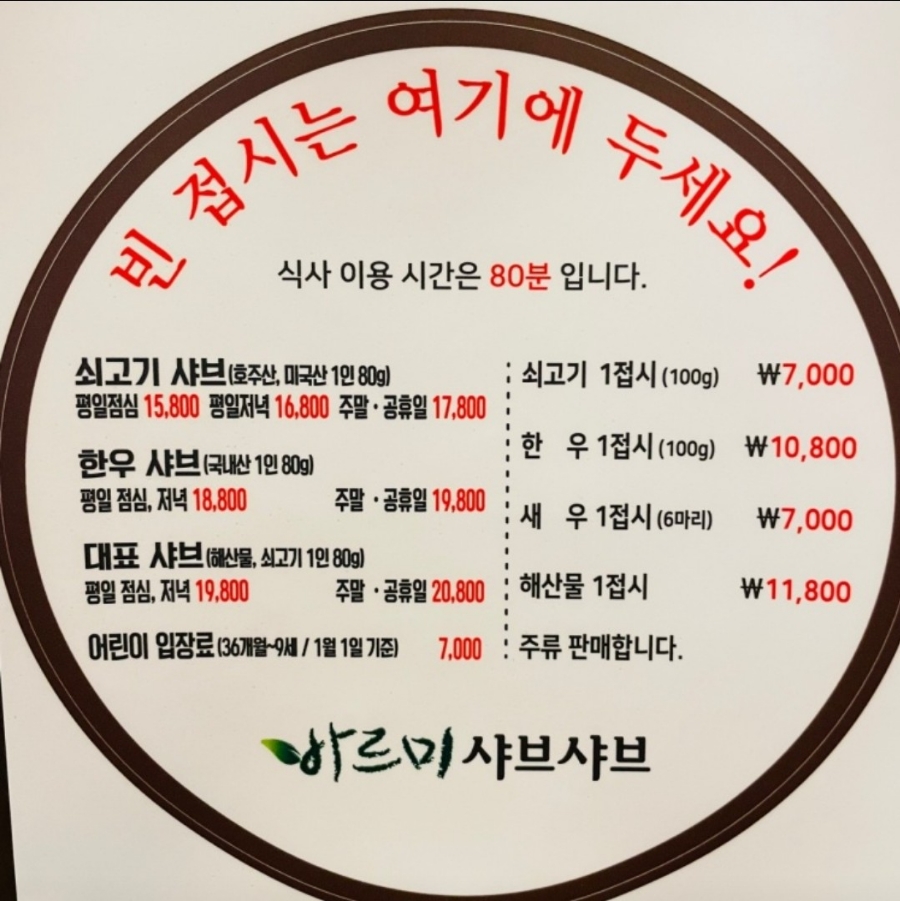 빈 접시는 여기에 두세요!
식사 이용 시간은 80분 입니다.
쇠고기 샤브(호주산, 미국산 1인 80g)
평일점심 15,800 평일저녁 16,800 주말·공휴일 17,800
한우 샤브(국내산 1인 80g)
평일 점심, 저녁 18,800 주말·공휴일 19,800
대표 샤브(해산물, 쇠고기 1인 80g)
평일 점심, 저녁 19,800 주말·공휴일 20,800
어린이 입장료(36개월~9세 / 1월 1일 기준) 7,000
쇠고기 1접시(100g) ₩7,000
한 우 1접시(100g) ₩10,800
새 우 1접시(6마리) ₩7,000
해산물 1접시 ₩11,800
주류 판매합니다.
바르미 샤브샤브